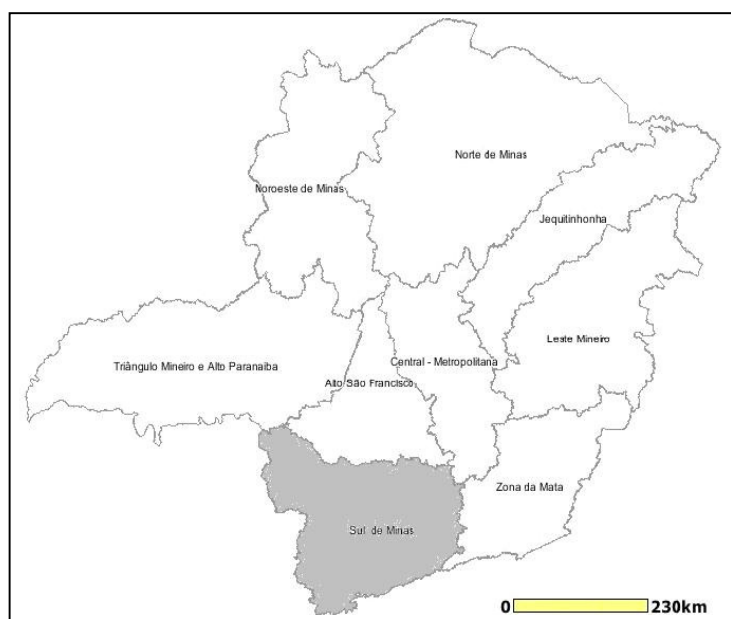 Norte de Minas
Noroeste de Minas
Jequitinhonha
Leste Mineiro
Central - Metropolitana
Triângulo Mineiro e Alto Paranaiba
Alto São Francisco
Zona da Mata
Sul de Minas
0 230km